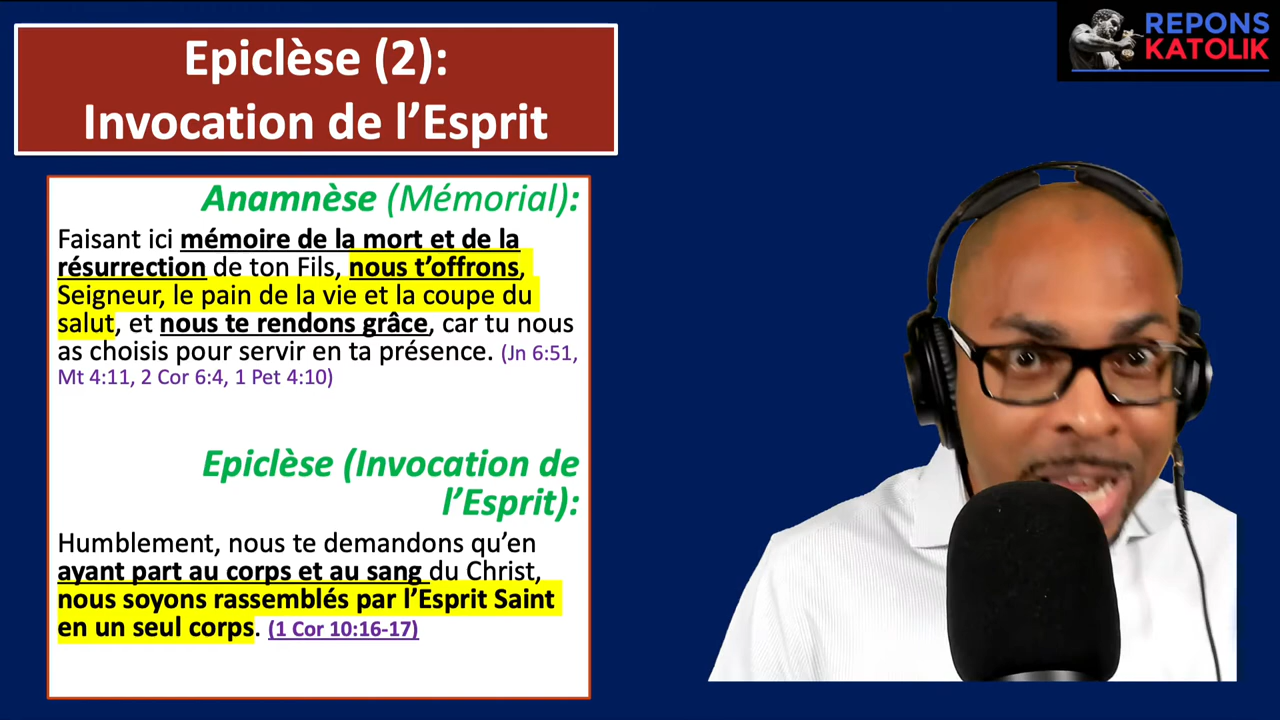 Epiclèse (2):
Invocation de l’Esprit
REPONS
KATOLIK
Anamnèse (Mémorial):
Faisant ici mémoire de la mort et de la
résurrection de ton Fils, nous t’offrons,
Seigneur, le pain de la vie et la coupe du
salut, et nous te rendons grâce, car tu nous
as choisis pour servir en ta présence. (Jn 6:51,
Mt 4:11, 2 Cor 6:4, 1 Pet 4:10)
Epiclèse (Invocation de
l’Esprit):
Humblement, nous te demandons qu’en
ayant part au corps et au sang du Christ,
nous soyons rassemblés par l’Esprit Saint
en un seul corps. (1 Cor 10:16-17)